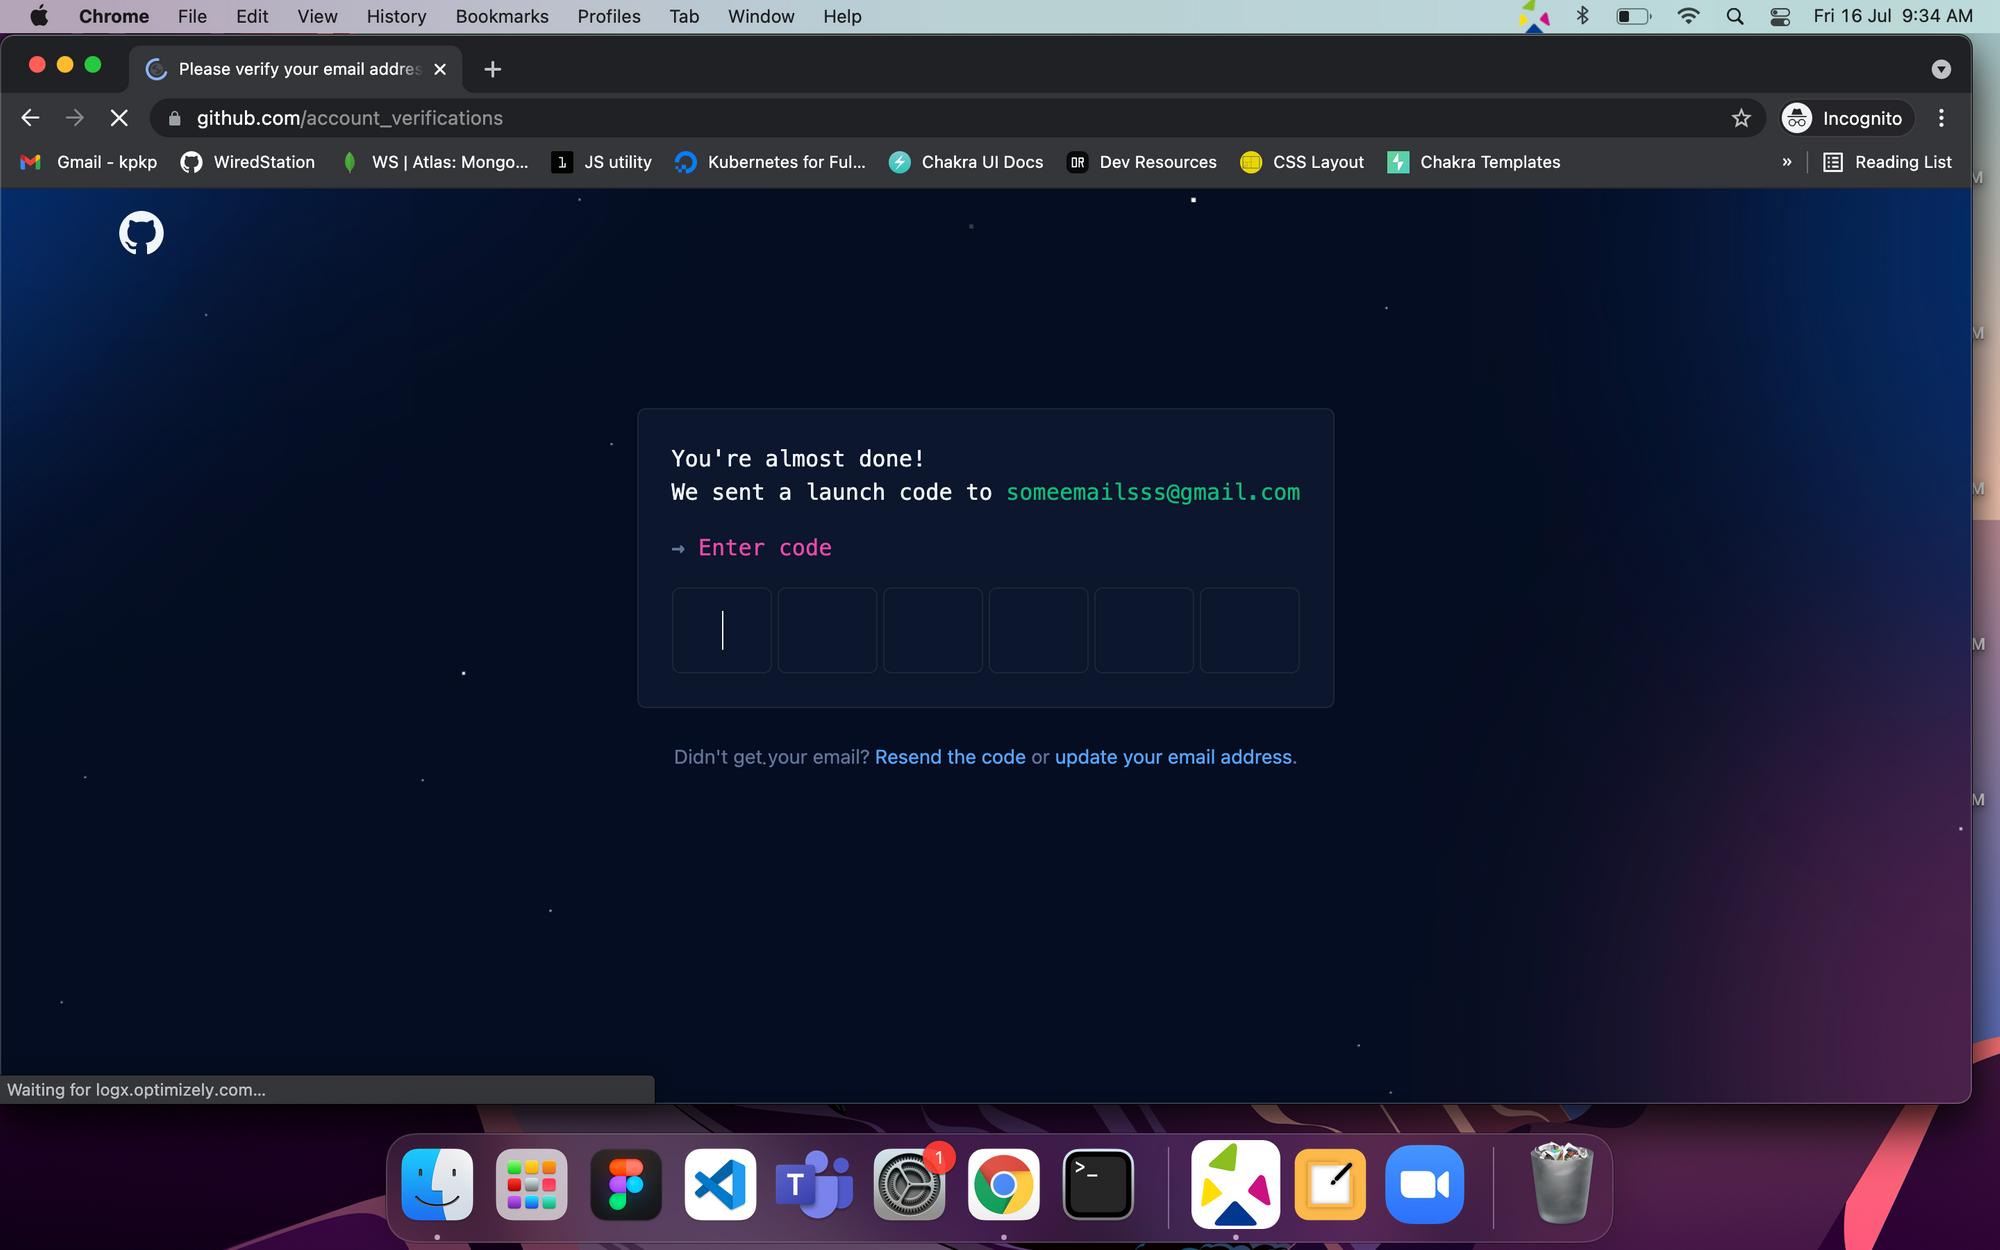 Chrome File Edit View History Bookmarks Profiles Tab Window Help Fri 16 Jul 9:34 AM
Please verify your email addres
github.com/account_verifications Incognito
Gmail - kpkp WiredStation WS | Atlas: Mongo... JS utility Kubernetes for Ful... Chakra UI Docs DR Dev Resources CSS Layout Chakra Templates » Reading List
You're almost done!
We sent a launch code to someemailsss@gmail.com
→ Enter code
Didn't get your email? Resend the code or update your email address.
Waiting for logx.optimizely.com...
T 1 >_